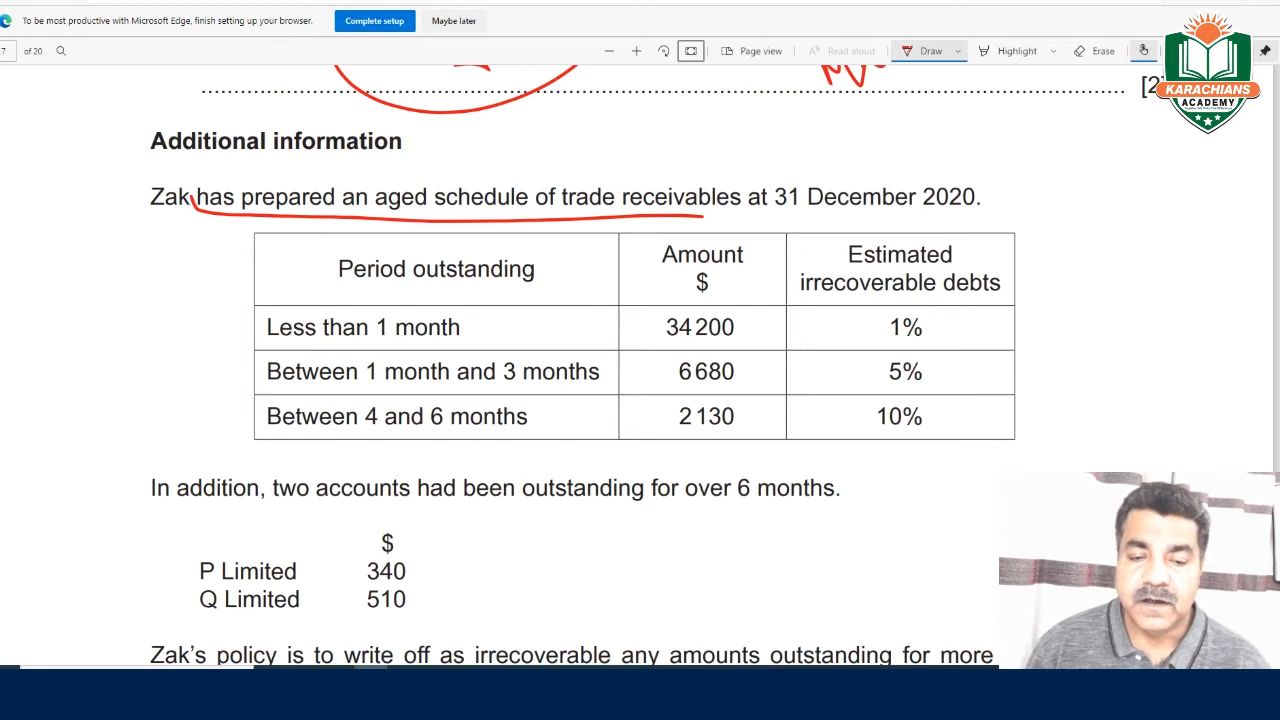 To be most productive with Microsoft Edge, finish setting up your browser. Complete setup Maybe later
7 of 20 Page view Read aloud Draw Highlight Erase
KARACHIANS
ACADEMY
[2]
Additional information
Zak has prepared an aged schedule of trade receivables at 31 December 2020.
Period outstanding Amount $ Estimated irrecoverable debts
Less than 1 month 34 200 1%
Between 1 month and 3 months 6 680 5%
Between 4 and 6 months 2 130 10%
In addition, two accounts had been outstanding for over 6 months.
$
P Limited 340
Q Limited 510
Zak's policy is to write off as irrecoverable any amounts outstanding for more